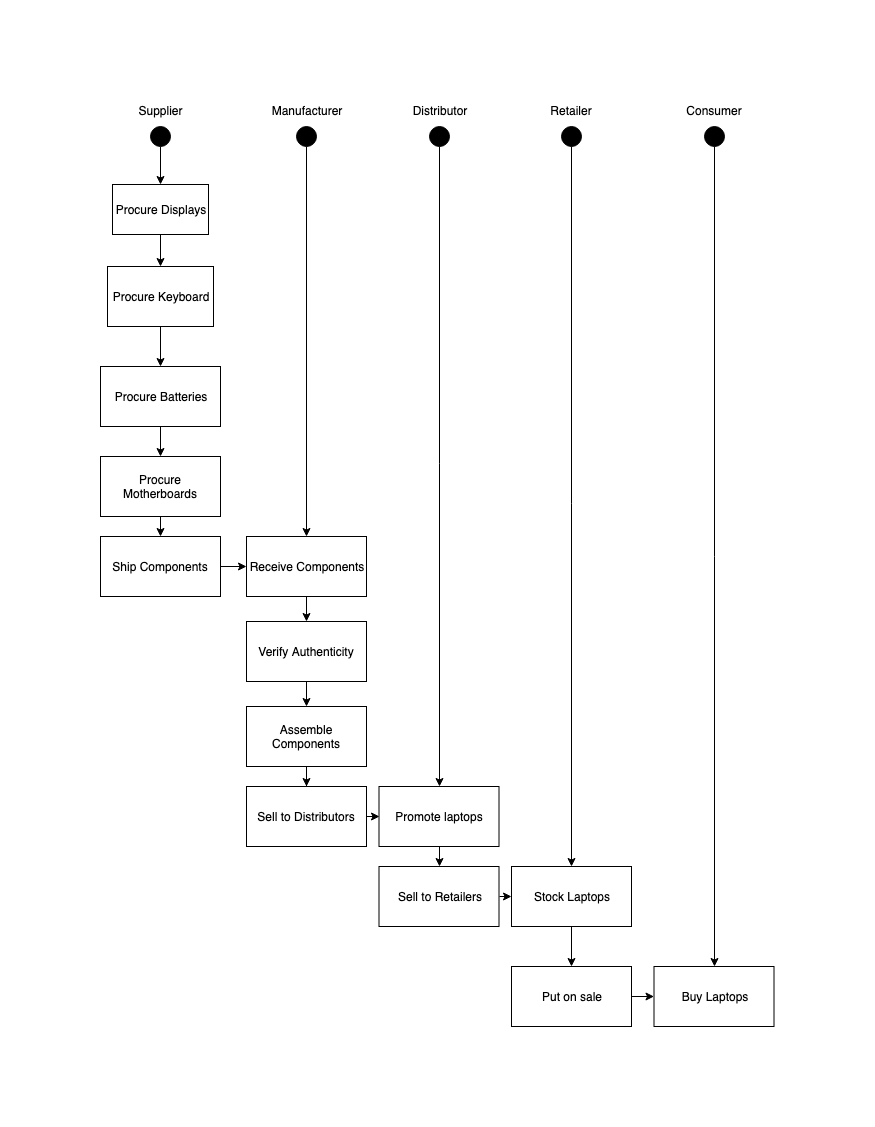 Supplier
Manufacturer
Distributor
Retailer
Consumer
Procure Displays
Procure Keyboard
Procure Batteries
Procure
Motherboards
Ship Components
Receive Components
Verify Authenticity
Assemble
Components
Sell to Distributors
Promote laptops
Sell to Retailers
Stock Laptops
Put on sale
Buy Laptops